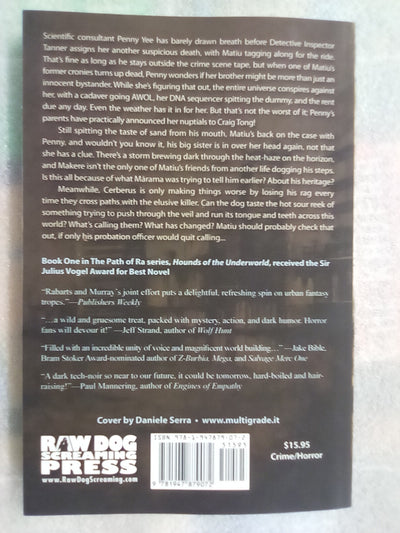 Scientific consultant Penny Yee has barely drawn breath before Detective Inspector
Tanner assigns her another suspicious death, with Matiu tagging along for the ride.
That's fine as long as he stays outside the crime scene tape, but when one of Matiu's
former cronies turns up dead, Penny wonders if her brother might be more than just an
innocent bystander. While she's figuring that out, the entire universe conspires against
her, with a cadaver going AWOL, her DNA sequencer spitting the dummy, and the rent
due any day. Even the weather has it in for her. But that's not the worst of it; Penny's
parents have practically announced her nuptials to Craig Tong!
Still spitting the taste of sand from his mouth, Matiu's back on the case with
Penny, and wouldn't you know it, his big sister is in over her head again, not that
she has a clue. There's a storm brewing dark through the heat-haze on the horizon,
and Makere isn't the only one of Matiu's friends from another life dogging his steps.
Is this all because of what Mārama was trying to tell him earlier? About his heritage?
Meanwhile, Cerberus is only making things worse by losing his rag every
time they cross paths with the elusive killer. Can the dog taste the hot sour reek of
something trying to push through the veil and run its tongue and teeth across this
world? What's calling them? What has changed? Matiu should probably check that
out, if only his probation officer would quit calling...
Book One in The Path of Ra series, Hounds of the Underworld, received the Sir
Julius Vogel Award for Best Novel
"Rabarts and Murray's joint effort puts a delightful, refreshing spin on urban fantasy
tropes."—Publishers Weekly
"…a wild and gruesome treat, packed with mystery, action, and dark humor. Horror
fans will devour it!" —Jeff Strand, author of Wolf Hunt
"Filled with an incredible unity of voice and magnificent world building…" —Jake Bible,
Bram Stoker Award-nominated author of Z-Burbia, Mega, and Salvage Merc One
"A dark tech-noir so near to our future, it could be tomorrow, hard-boiled and hair-
raising!"—Paul Mannering, author of Engines of Empathy
Cover by Daniele Serra • www.multigrade.it
RAW DOG
SCREAMING
PRESS
www.RawDogScreaming.com
ISBN 978-1-947879-07-2
51595
9 781947 879072
$15.95
Crime/Horror